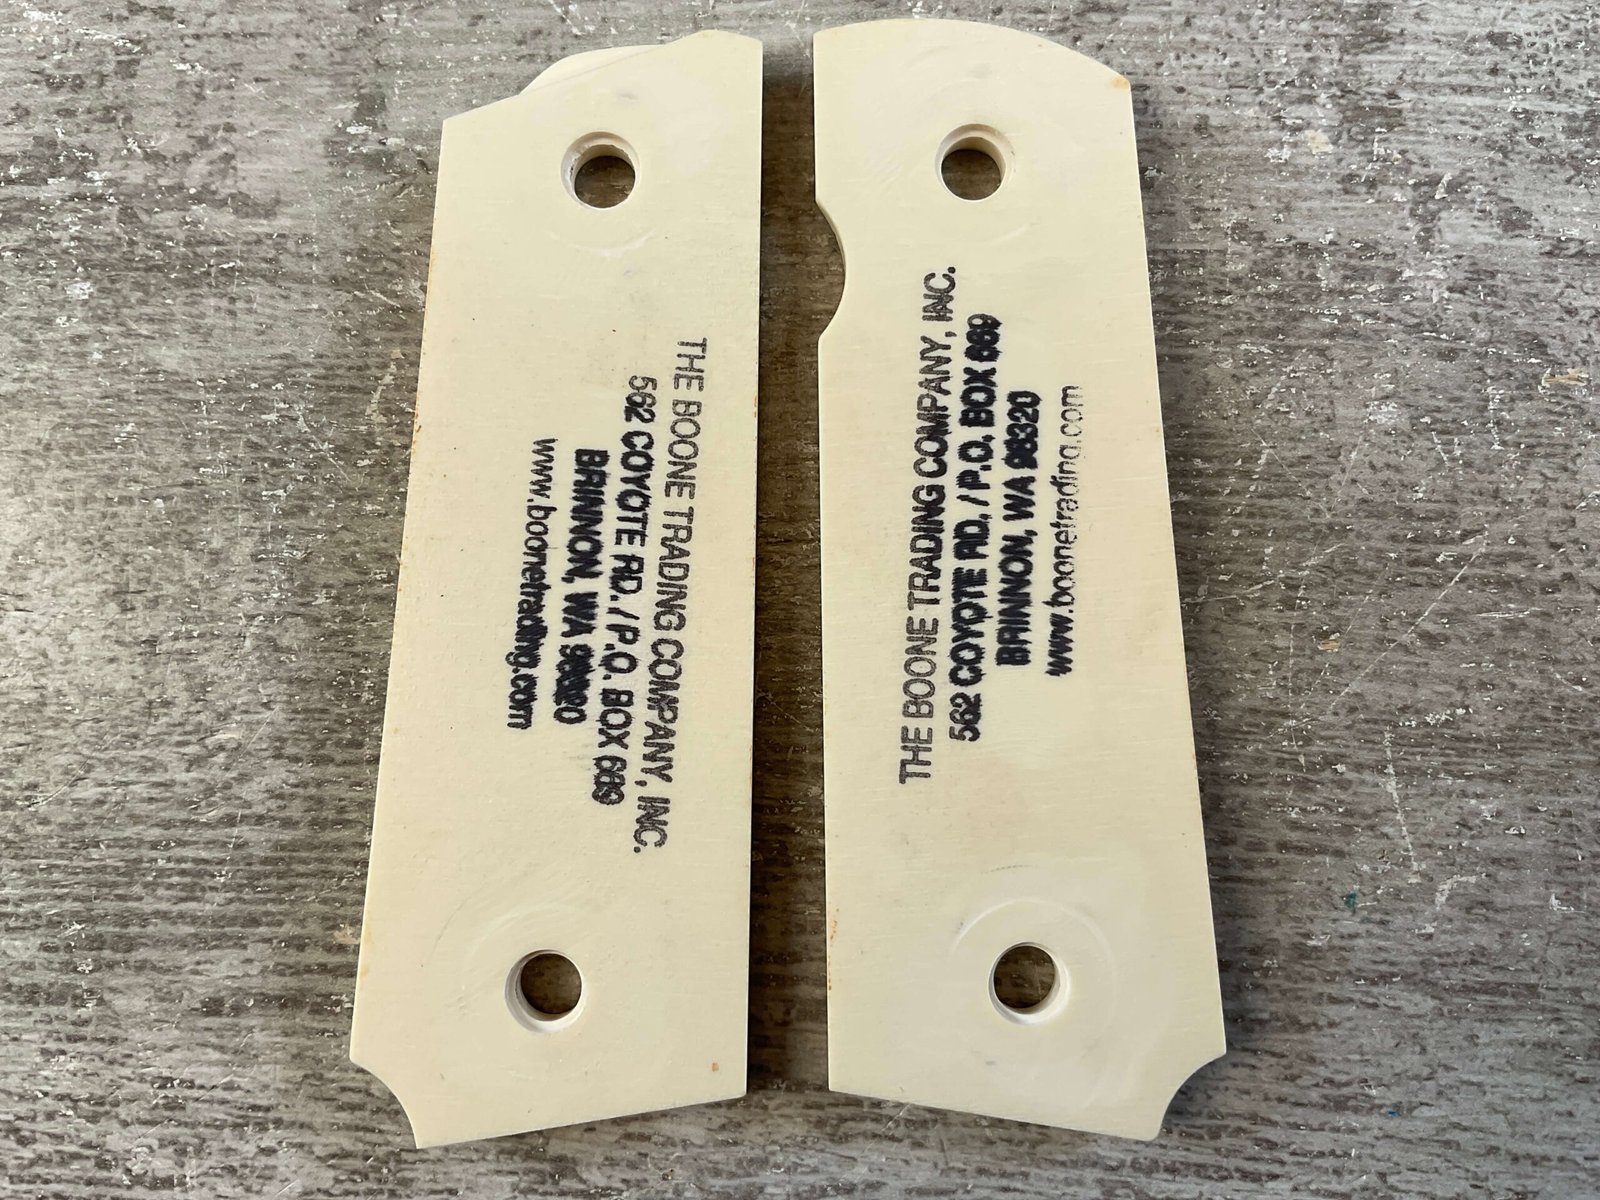 THE BOONE TRADING COMPANY, INC.
562 COYOTE RD. / P.O. BOX 669
BRINNON, WA 98320
www.boonetrading.com
THE BOONE TRADING COMPANY, INC.
562 COYOTE RD. / P.O. BOX 669
BRINNON, WA 98320
www.boonetrading.com